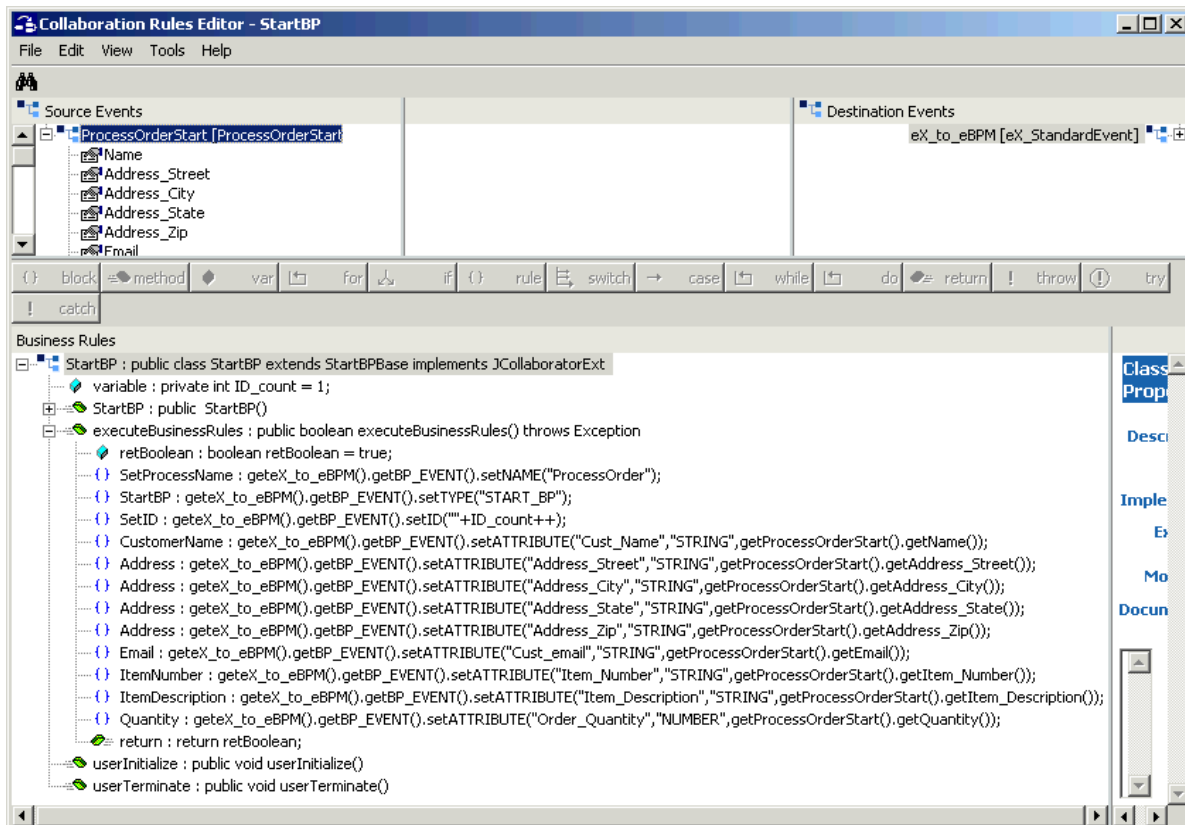 Collaboration Rules Editor - StartBP
File Edit View Tools Help
Source Events
Destination Events
ProcessOrderStart [ProcessOrderStart
eX_to_eBPM [eX_StandardEvent]
Name
Address_Street
Address_City
Address_State
Address_Zip
Email
{} block method var for if {} rule switch case while do return ! throw try
! catch
Business Rules
StartBP : public class StartBP extends StartBPBase implements JCollaboratorExt
variable : private int ID_count = 1;
StartBP : public StartBP()
executeBusinessRules : public boolean executeBusinessRules() throws Exception
retBoolean : boolean retBoolean = true;
{} SetProcessName : geteX_to_eBPM().getBP_EVENT().setNAME("ProcessOrder");
{} StartBP : geteX_to_eBPM().getBP_EVENT().setTYPE("START_BP");
{} SetID : geteX_to_eBPM().getBP_EVENT().setID(""+ID_count++);
{} CustomerName : geteX_to_eBPM().getBP_EVENT().setATTRIBUTE("Cust_Name","STRING",getProcessOrderStart().getName());
{} Address : geteX_to_eBPM().getBP_EVENT().setATTRIBUTE("Address_Street","STRING",getProcessOrderStart().getAddress_Street());
{} Address : geteX_to_eBPM().getBP_EVENT().setATTRIBUTE("Address_City","STRING",getProcessOrderStart().getAddress_City());
{} Address : geteX_to_eBPM().getBP_EVENT().setATTRIBUTE("Address_State","STRING",getProcessOrderStart().getAddress_State());
{} Address : geteX_to_eBPM().getBP_EVENT().setATTRIBUTE("Address_Zip","STRING",getProcessOrderStart().getAddress_Zip());
{} Email : geteX_to_eBPM().getBP_EVENT().setATTRIBUTE("Cust_email","STRING",getProcessOrderStart().getEmail());
{} ItemNumber : geteX_to_eBPM().getBP_EVENT().setATTRIBUTE("Item_Number","STRING",getProcessOrderStart().getItem_Number());
{} ItemDescription : geteX_to_eBPM().getBP_EVENT().setATTRIBUTE("Item_Description","STRING",getProcessOrderStart().getItem_Description());
{} Quantity : geteX_to_eBPM().getBP_EVENT().setATTRIBUTE("Order_Quantity","NUMBER",getProcessOrderStart().getQuantity());
return : return retBoolean;
userInitialize : public void userInitialize()
userTerminate : public void userTerminate()
Class
Prope
Descri
Imple
Ex
Mo
Docum